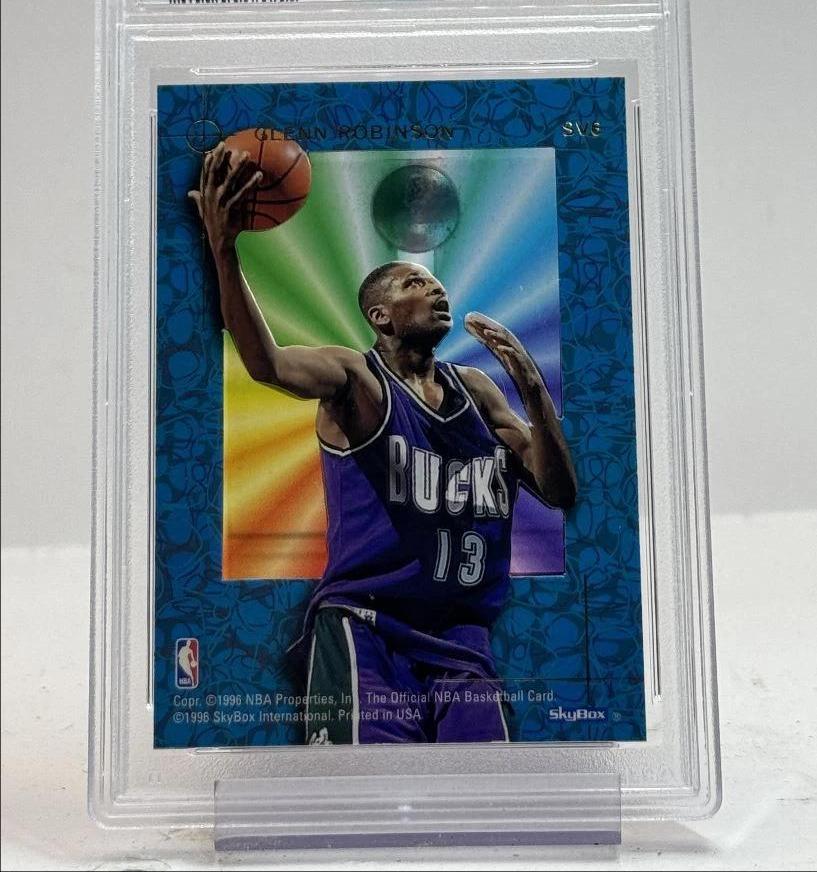 GLENN ROBINSON
SV6
BUCKS
13
NBA
Copr. ©1996 NBA Properties, In. The Official NBA Basketball Card.
©1996 SkyBox International. Printed in USA
SkyBox ®